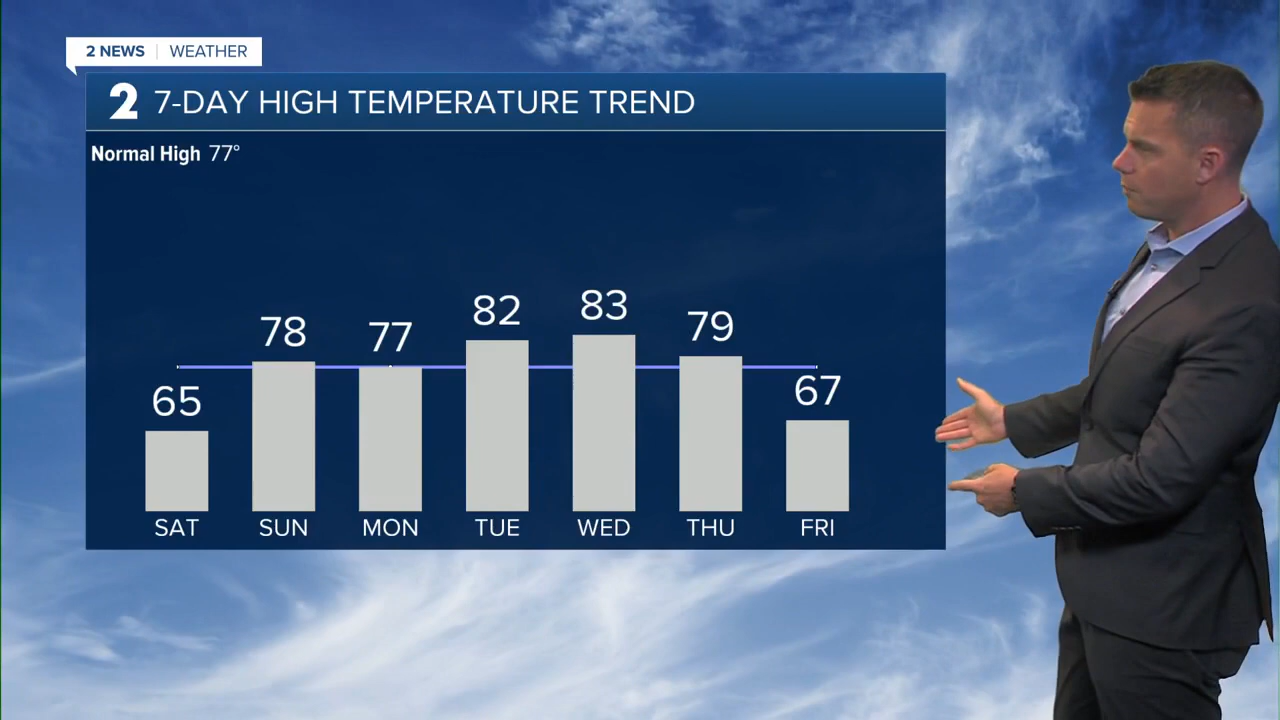 2 NEWS | WEATHER
2 7-DAY HIGH TEMPERATURE TREND
Normal High 77°
65 78 77 82 83 79 67
SAT SUN MON TUE WED THU FRI